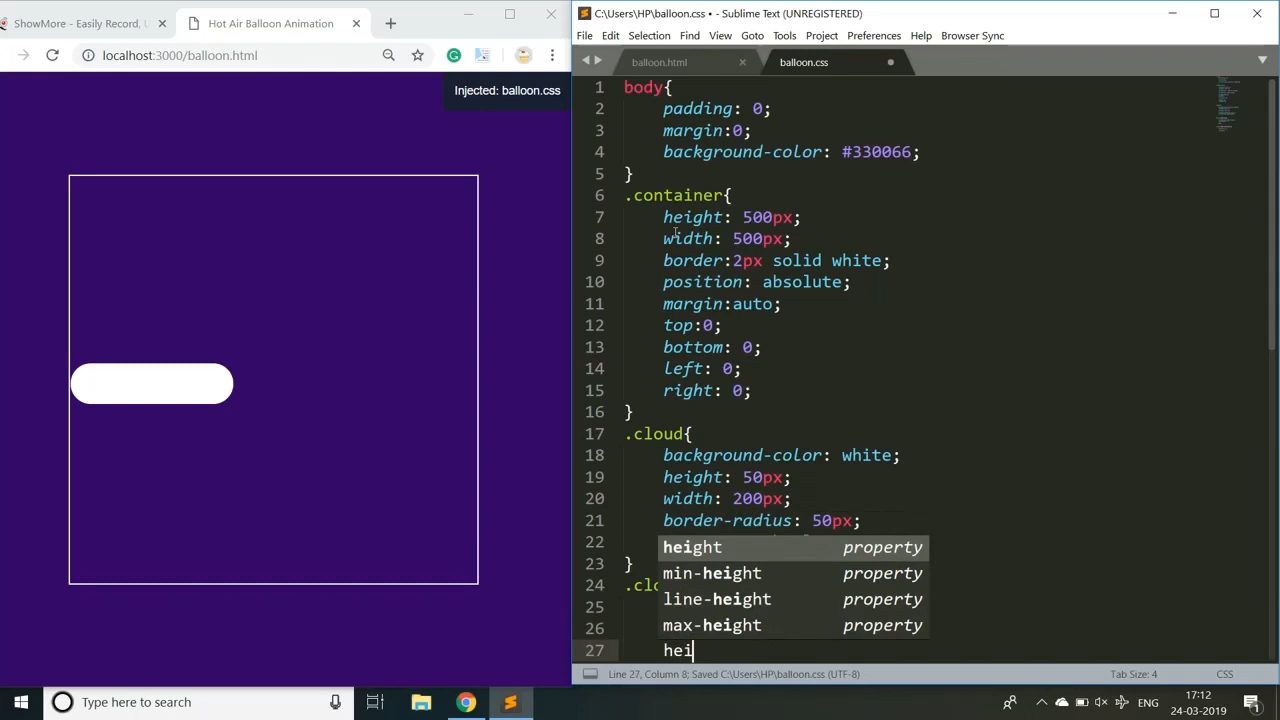 ShowMore - Easily Record,
Hot Air Balloon Animation
localhost:3000/balloon.html
Injected: balloon.css
C:\Users\HP\balloon.css • - Sublime Text (UNREGISTERED)
File Edit Selection Find View Goto Tools Project Preferences Help Browser Sync
balloon.html
balloon.css
1 body{
2 padding: 0;
3 margin:0;
4 background-color: #330066;
5 }
6 .container{
7 height: 500px;
8 width: 500px;
9 border:2px solid white;
10 position: absolute;
11 margin:auto;
12 top:0;
13 bottom: 0;
14 left: 0;
15 right: 0;
16 }
17 .cloud{
18 background-color: white;
19 height: 50px;
20 width: 200px;
21 border-radius: 50px;
22
23 }
24 .clo
25
26
27 hei
height property
min-height property
line-height property
max-height property
Line 27, Column 8; Saved C:\Users\HP\balloon.css (UTF-8)
Tab Size: 4
CSS
Type here to search
ENG
17:12
24-03-2019
1